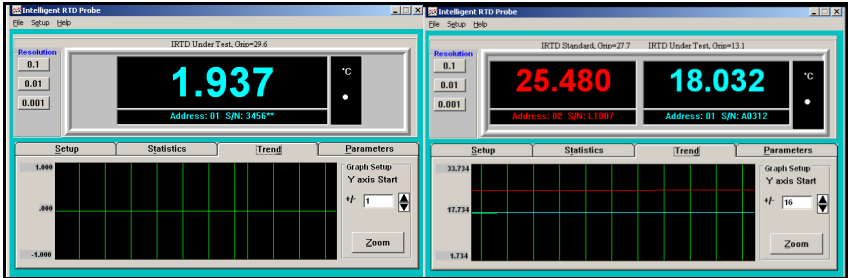 Intelligent RTD Probe
File Setup Help
IRTD Under Test, Grip=29.6
Resolution
0.1
0.01
0.001
1.937
°C
Address: 01 S/N: 3456**
Setup Statistics Trend Parameters
1.000
.000
-1.000
Graph Setup
Y axis Start
+/- 1
Zoom
Intelligent RTD Probe
File Setup Help
IRTD Standard, Grip=27.7 IRTD Under Test, Grip=13.1
Resolution
0.1
0.01
0.001
25.480 18.032
°C
Address: 02 S/N: L1007 Address: 01 S/N: A0312
Setup Statistics Trend Parameters
33.734
17.734
1.734
Graph Setup
Y axis Start
+/- 16
Zoom